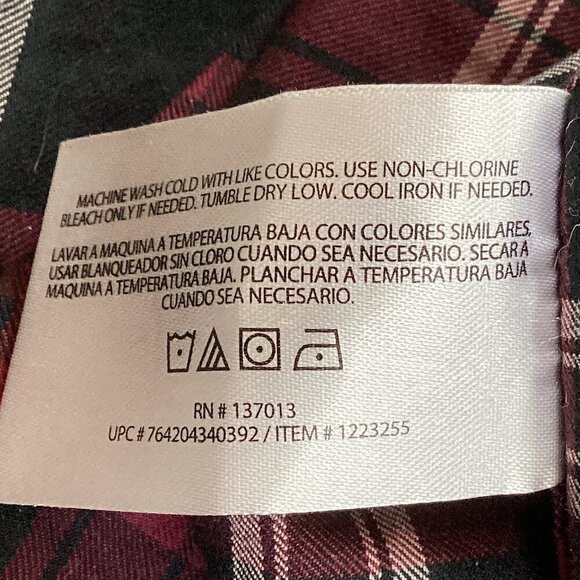 MACHINE WASH COLD WITH LIKE COLORS. USE NON-CHLORINE
BLEACH ONLY IF NEEDED. TUMBLE DRY LOW. COOL IRON IF NEEDED.
LAVAR A MAQUINA A TEMPERATURA BAJA CON COLORES SIMILARES,
USAR BLANQUEADOR SIN CLORO CUANDO SEA NECESARIO. SECAR A
MAQUINA A TEMPERATURA BAJA. PLANCHAR A TEMPERATURA BAJA
CUANDO SEA NECESARIO.
RN # 137013
UPC # 764204340392 / ITEM # 1223255